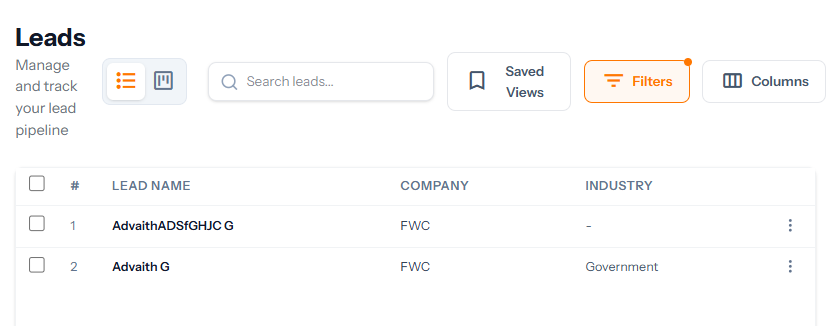 Leads
Manage
and track
your lead
pipeline
Search leads...
Saved
Views
Filters
Columns
# LEAD NAME COMPANY INDUSTRY
1 AdvaithADSfGHJC G FWC -
2 Advaith G FWC Government